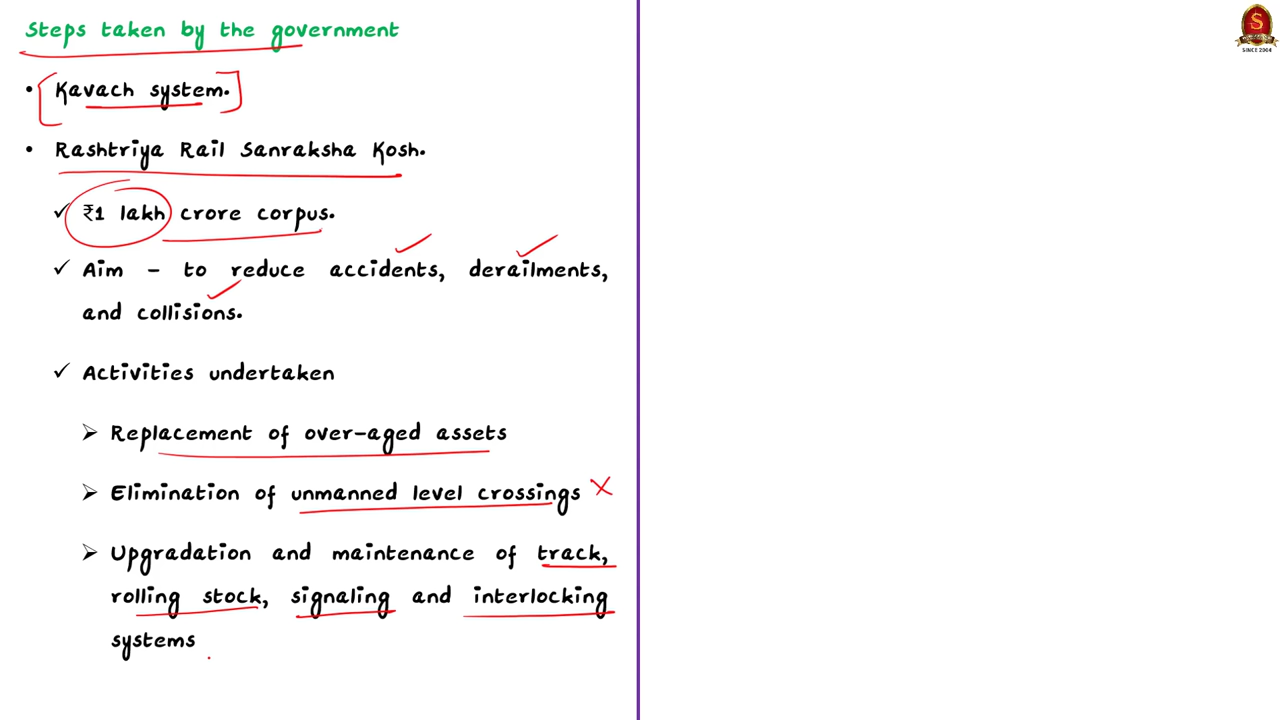 Steps taken by the government
• Kavach system.
• Rashtriya Rail Sanraksha Kosh.
✓ ₹1 lakh crore corpus.
✓ Aim – to reduce accidents, derailments,
and collisions.
✓ Activities undertaken
➢ Replacement of over-aged assets
➢ Elimination of unmanned level crossings
➢ Upgradation and maintenance of track,
rolling stock, signaling and interlocking
systems
S
SINCE 2004